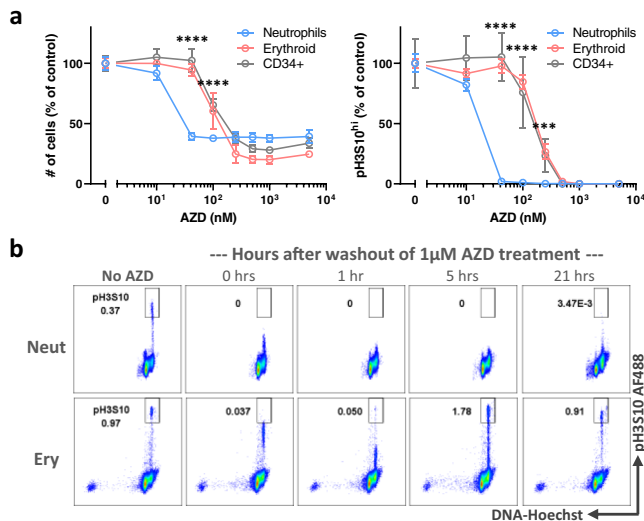 a
# of cells (% of control)
100
50
0
****
****
Neutrophils
Erythroid
CD34+
0
10¹
10²
10³
10⁴
AZD (nM)
pH3S10ʰⁱ (% of control)
100
50
0
****
****
***
Neutrophils
Erythroid
CD34+
0
10¹
10²
10³
10⁴
AZD (nM)
b
--- Hours after washout of 1µM AZD treatment ---
No AZD
0 hrs
1 hr
5 hrs
21 hrs
Neut
pH3S10
0.37
0
0
0
3.47E-3
Ery
pH3S10
0.97
0.037
0.050
1.78
0.91
pH3S10 AF488
DNA-Hoechst